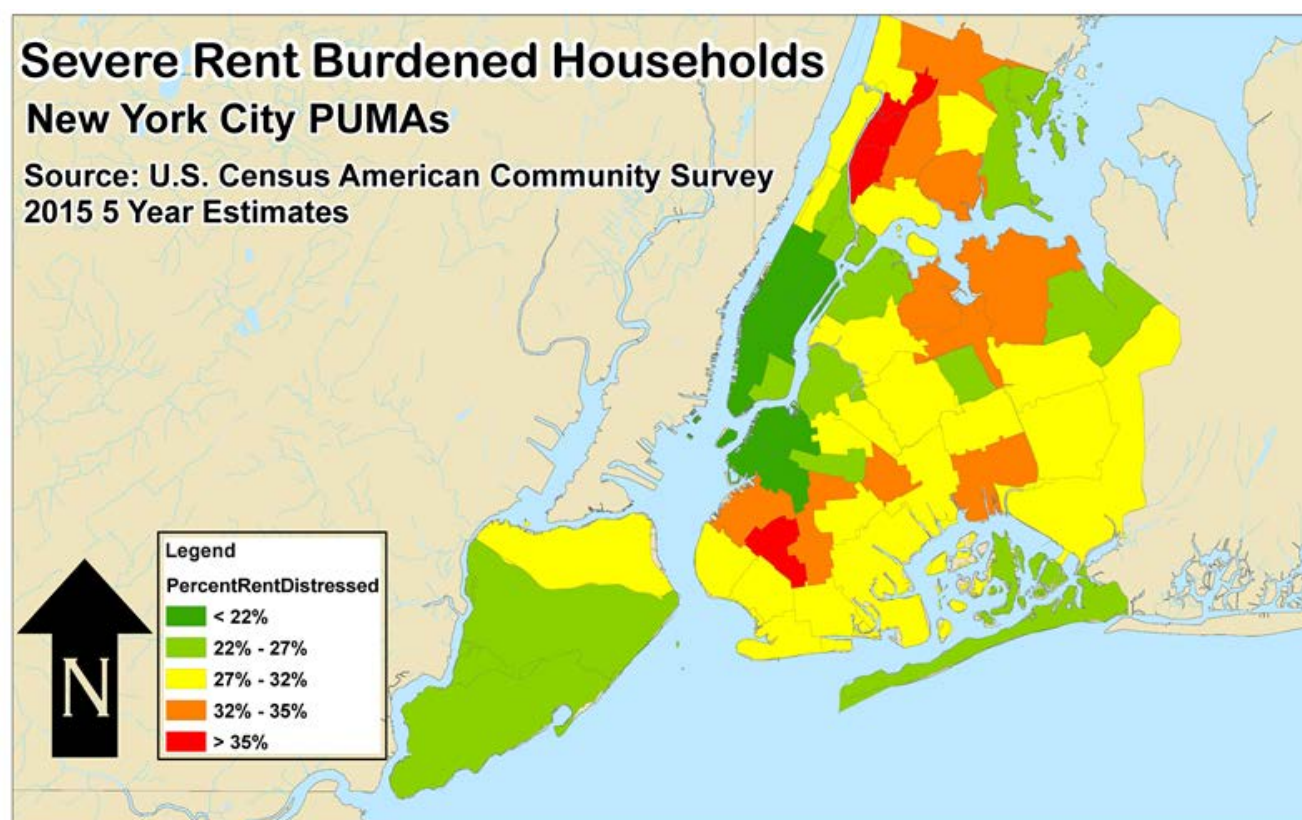 Severe Rent Burdened Households
New York City PUMAs
Source: U.S. Census American Community Survey
2015 5 Year Estimates
Legend
PercentRentDistressed
< 22%
22% - 27%
27% - 32%
32% - 35%
> 35%
N